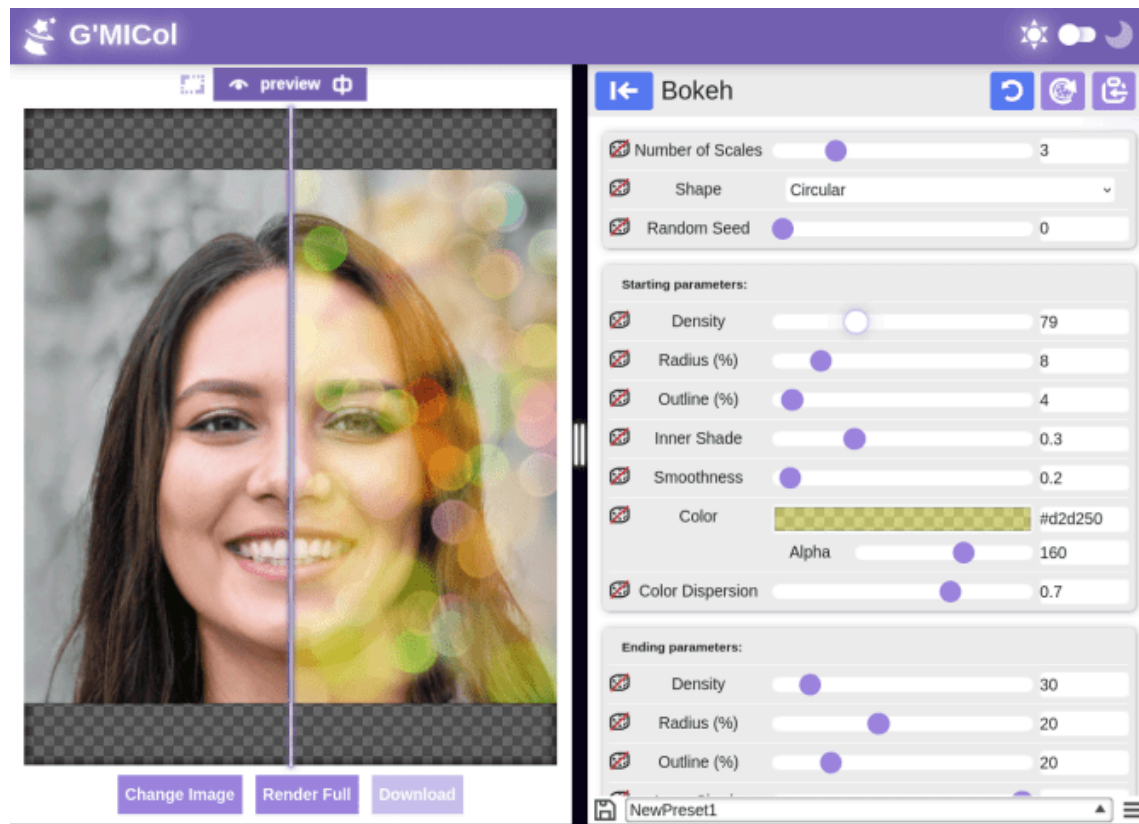 G'MICol
preview
Bokeh
Number of Scales 3
Shape Circular
Random Seed 0
Starting parameters:
Density 79
Radius (%) 8
Outline (%) 4
Inner Shade 0.3
Smoothness 0.2
Color #d2d250
Alpha 160
Color Dispersion 0.7
Ending parameters:
Density 30
Radius (%) 20
Outline (%) 20
Change Image Render Full Download
NewPreset1